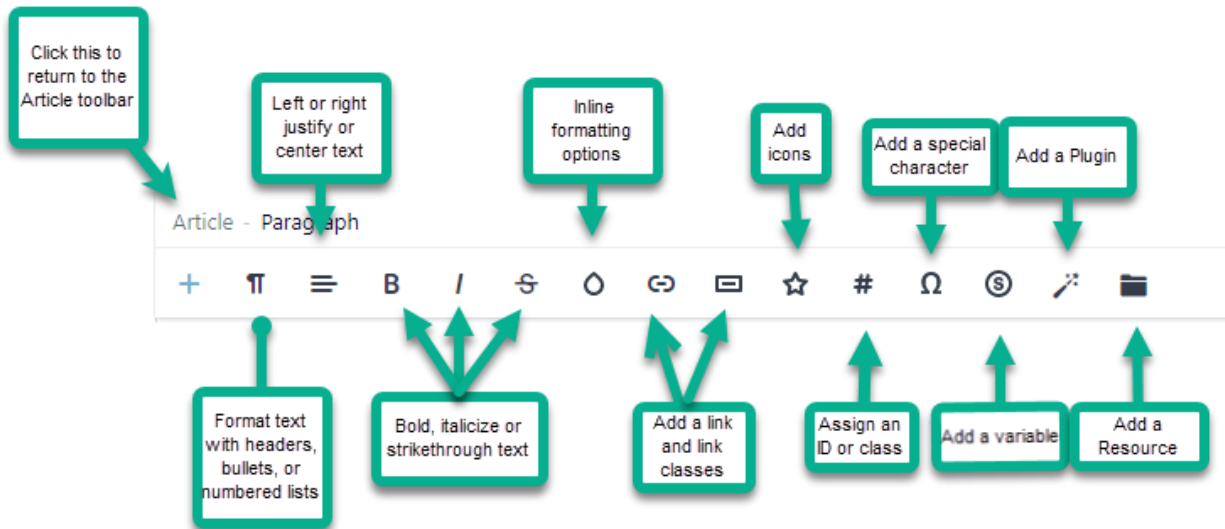 Click this to
return to the
Article toolbar
Left or right
justify or
center text
Inline
formatting
options
Add
icons
Add a special
character
Add a Plugin
Article - Paragraph
+ ¶ B I S # Ω S
Format text
with headers,
bullets, or
numbered lists
Bold, italicize or
strikethrough text
Add a link
and link
classes
Assign an
ID or class
Add a variable
Add a
Resource